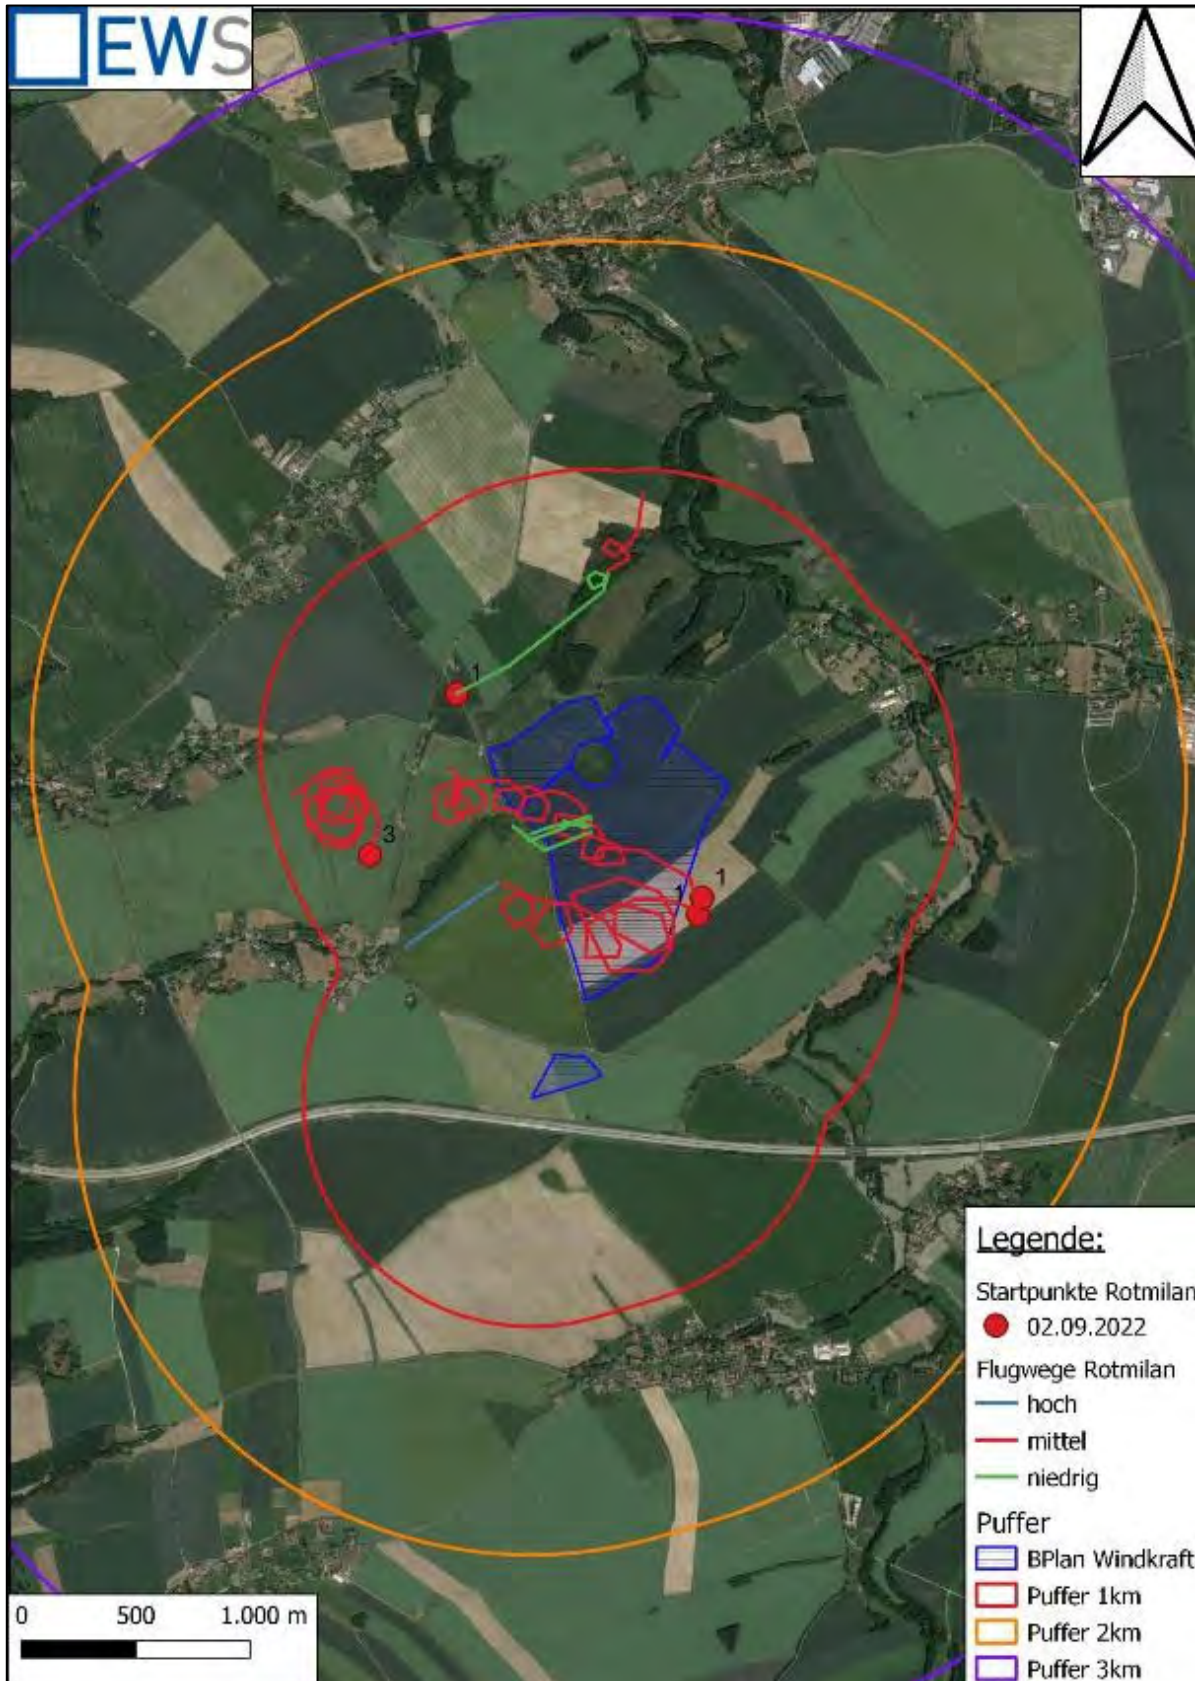 EWS
1
3
1
1
Legende:
Startpunkte Rotmilan
02.09.2022
Flugwege Rotmilan
hoch
mittel
niedrig
Puffer
BPlan Windkraft
Puffer 1km
Puffer 2km
Puffer 3km
0 500 1.000 m